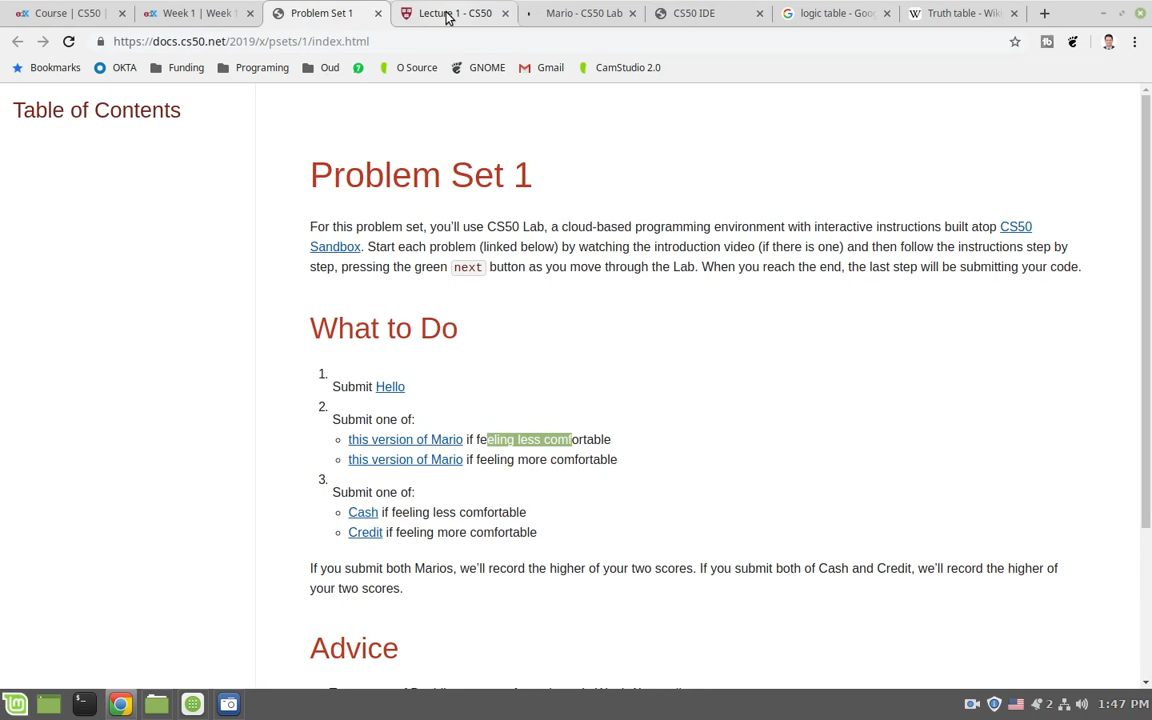 Course | CS50 | Week 1 | Week 1 Problem Set 1 Lecture 1 - CS50 Mario - CS50 Lab CS50 IDE logic table - Goog Truth table - Wiki
https://docs.cs50.net/2019/x/psets/1/index.html
Bookmarks OKTA Funding Programing Oud O Source GNOME Gmail CamStudio 2.0
Table of Contents
Problem Set 1
For this problem set, you'll use CS50 Lab, a cloud-based programming environment with interactive instructions built atop CS50
Sandbox. Start each problem (linked below) by watching the introduction video (if there is one) and then follow the instructions step by
step, pressing the green next button as you move through the Lab. When you reach the end, the last step will be submitting your code.
What to Do
1.
Submit Hello
2.
Submit one of:
this version of Mario if feeling less comfortable
this version of Mario if feeling more comfortable
3.
Submit one of:
Cash if feeling less comfortable
Credit if feeling more comfortable
If you submit both Marios, we'll record the higher of your two scores. If you submit both of Cash and Credit, we'll record the higher of
your two scores.
Advice
2 1:47 PM